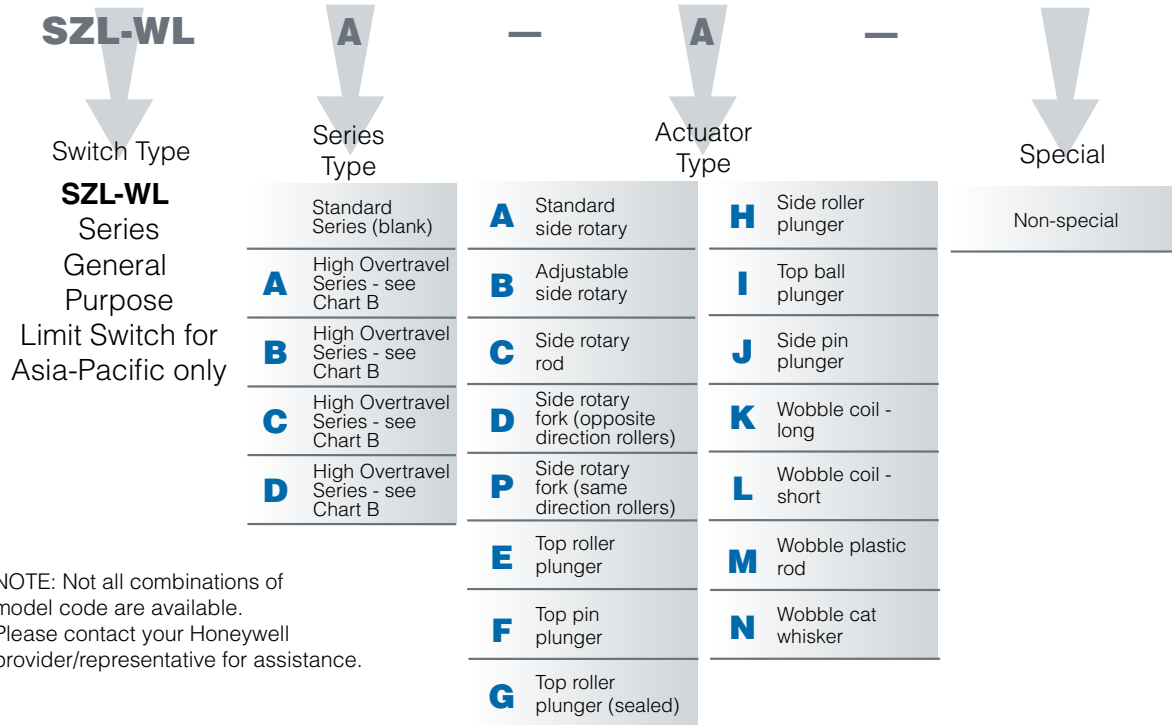 SZL-WL A — A —
Switch Type
SZL-WL
Series
General
Purpose
Limit Switch for
Asia-Pacific only
Series
Type
Standard
Series (blank)
A High Overtravel
Series - see
Chart B
B High Overtravel
Series - see
Chart B
C High Overtravel
Series - see
Chart B
D High Overtravel
Series - see
Chart B
Actuator
Type
A Standard
side rotary
B Adjustable
side rotary
C Side rotary
rod
D Side rotary
fork (opposite
direction rollers)
P Side rotary
fork (same
direction rollers)
E Top roller
plunger
F Top pin
plunger
G Top roller
plunger (sealed)
H Side roller
plunger
I Top ball
plunger
J Side pin
plunger
K Wobble coil -
long
L Wobble coil -
short
M Wobble plastic
rod
N Wobble cat
whisker
Special
Non-special
NOTE: Not all combinations of
model code are available.
Please contact your Honeywell
provider/representative for assistance.